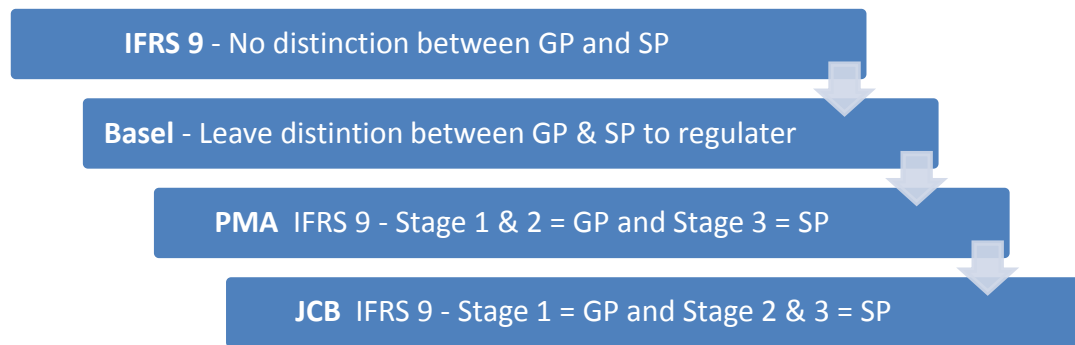 IFRS 9 - No distinction between GP and SP
Basel - Leave distintion between GP & SP to regulater
PMA IFRS 9 - Stage 1 & 2 = GP and Stage 3 = SP
JCB IFRS 9 - Stage 1 = GP and Stage 2 & 3 = SP